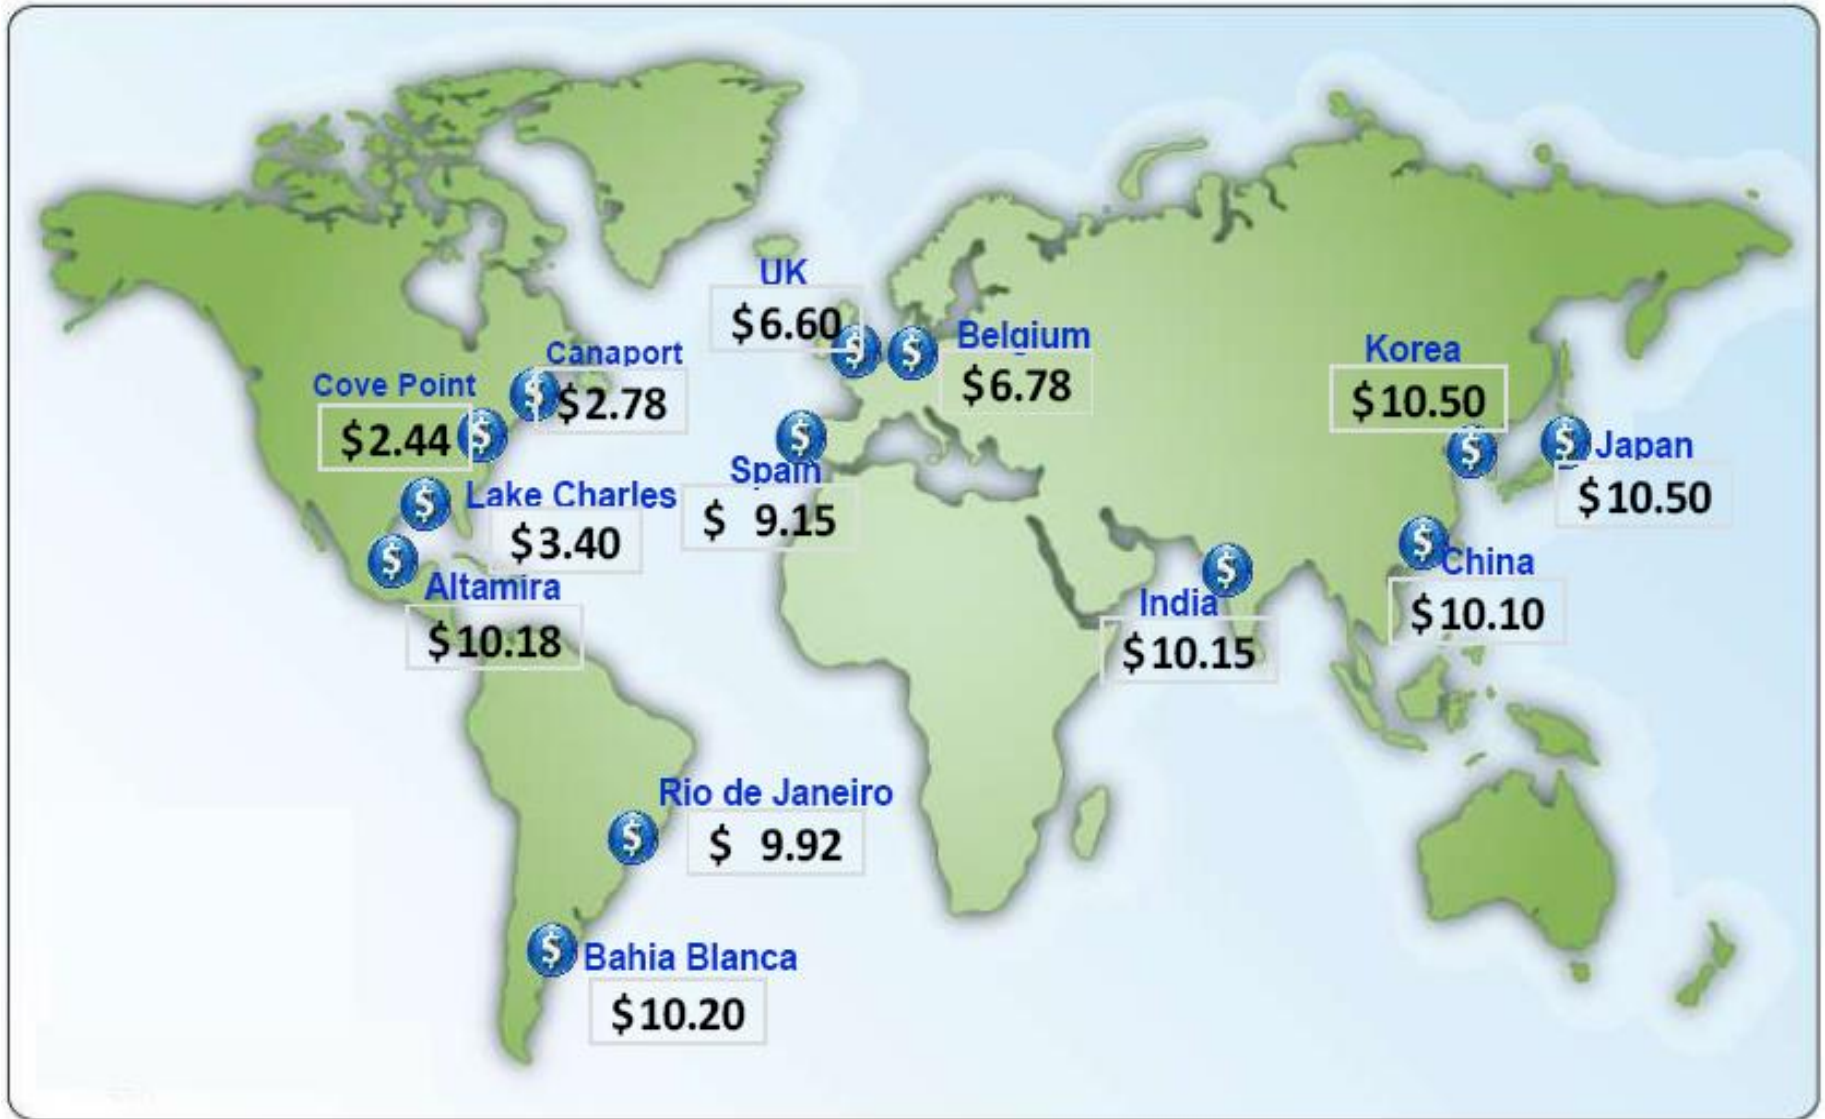 UK
$6.60
Belgium
$6.78
Canaport
$2.78
Cove Point
$2.44
Korea
$10.50
Japan
$10.50
Spain
$ 9.15
Lake Charles
$3.40
Altamira
$10.18
India
$10.15
China
$10.10
Rio de Janeiro
$ 9.92
Bahia Blanca
$10.20